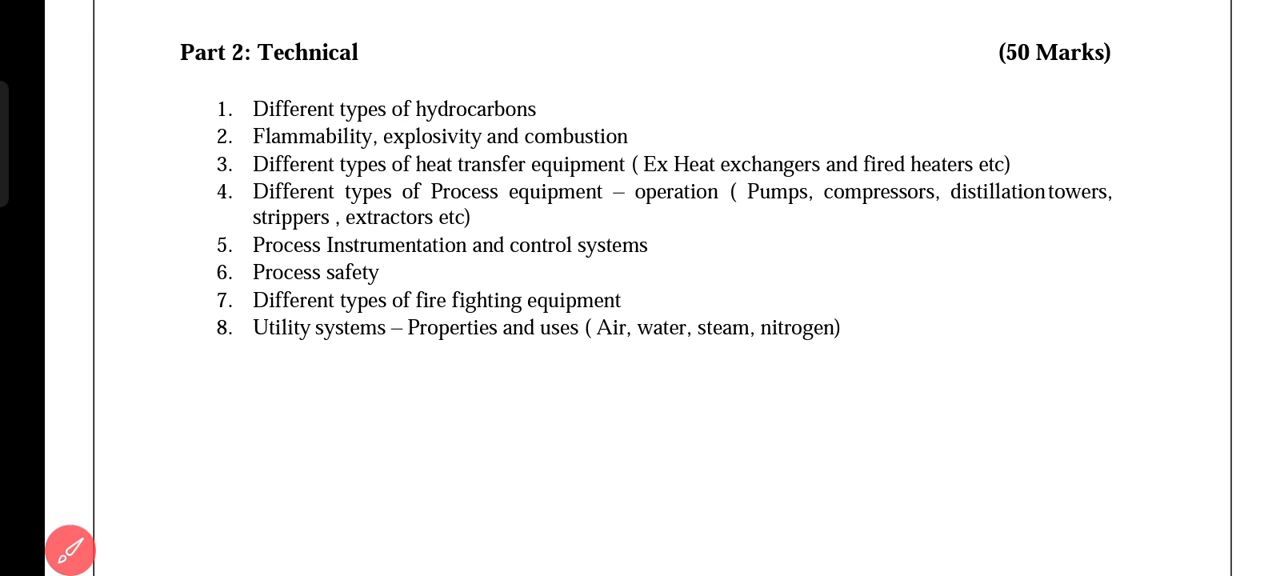 Part 2: Technical (50 Marks)
1. Different types of hydrocarbons
2. Flammability, explosivity and combustion
3. Different types of heat transfer equipment ( Ex Heat exchangers and fired heaters etc)
4. Different types of Process equipment – operation ( Pumps, compressors, distillation towers,
strippers , extractors etc)
5. Process Instrumentation and control systems
6. Process safety
7. Different types of fire fighting equipment
8. Utility systems – Properties and uses ( Air, water, steam, nitrogen)